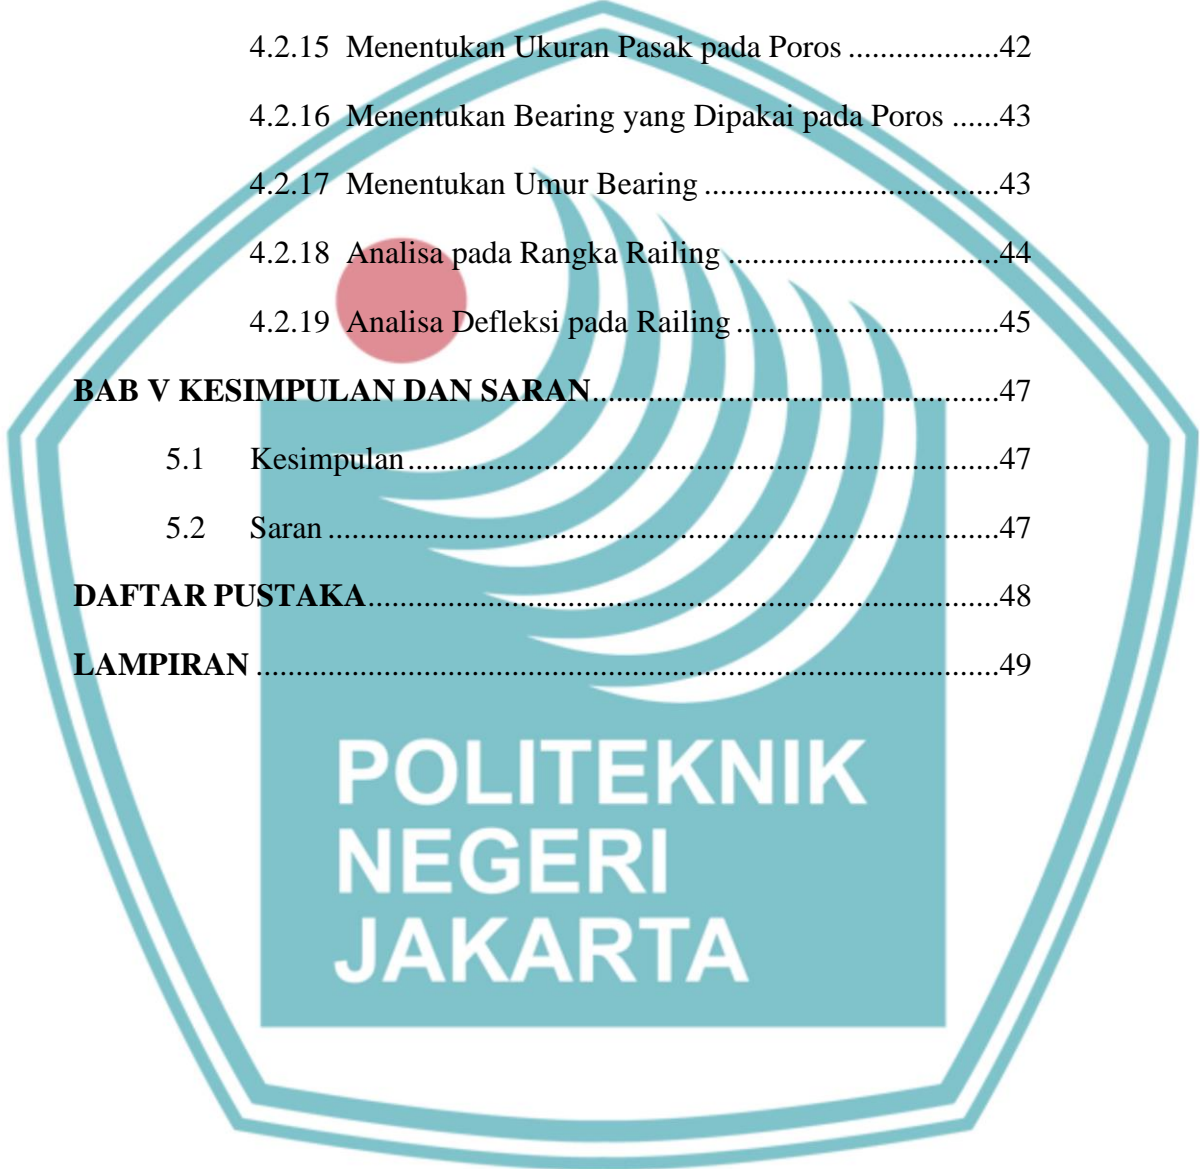 4.2.15 Menentukan Ukuran Pasak pada Poros ..................42
4.2.16 Menentukan Bearing yang Dipakai pada Poros ......43
4.2.17 Menentukan Umur Bearing ...................................43
4.2.18 Analisa pada Rangka Railing ................................44
4.2.19 Analisa Defleksi pada Railing ...............................45
BAB V KESIMPULAN DAN SARAN.................................................47
5.1 Kesimpulan.......................................................................47
5.2 Saran .................................................................................47
DAFTAR PUSTAKA............................................................................48
LAMPIRAN .........................................................................................49
POLITEKNIK
NEGERI
JAKARTA